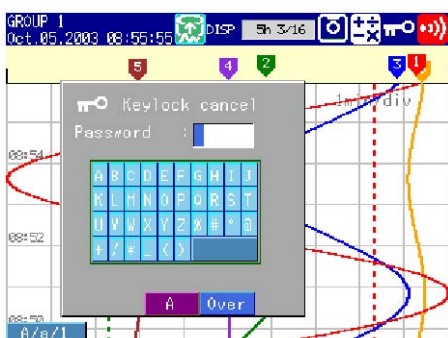 GROUP 1
Oct.05.2003 08:55:55 DISP 5h 3/16
5 4 2 3 1
1min/div
Keylock cancel
Password :
08:54
A B C D E F G H I J
K L M N O P Q R S T
U V W X Y Z % # ° @
+ / * _ ( )
08:52
A Over
08:50
A/a/1